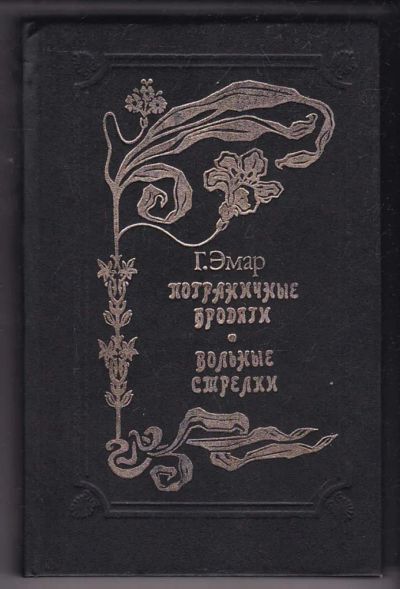 Г.Эмар
ПОГРАНИЧНЫЕ
БРОДЯГИ
•
ВОЛЬНЫЕ
СТРЕЛКИ